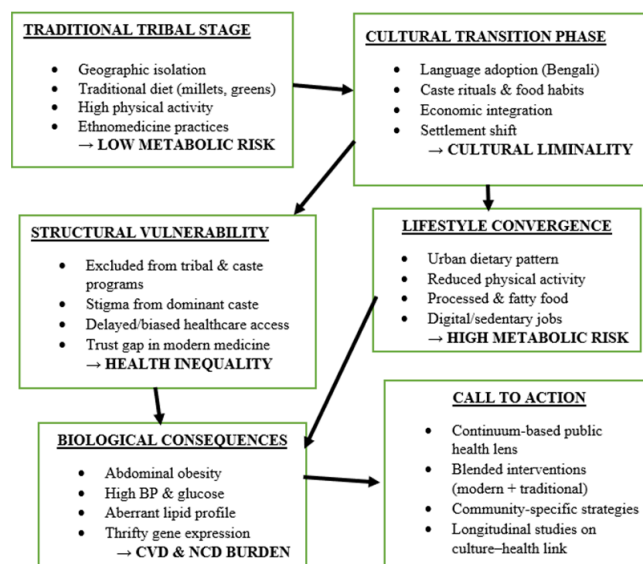 TRADITIONAL TRIBAL STAGE
• Geographic isolation
• Traditional diet (millets, greens)
• High physical activity
• Ethnomedicine practices
→ LOW METABOLIC RISK
CULTURAL TRANSITION PHASE
• Language adoption (Bengali)
• Caste rituals & food habits
• Economic integration
• Settlement shift
→ CULTURAL LIMINALITY
STRUCTURAL VULNERABILITY
• Excluded from tribal & caste
programs
• Stigma from dominant caste
• Delayed/biased healthcare access
• Trust gap in modern medicine
→ HEALTH INEQUALITY
LIFESTYLE CONVERGENCE
• Urban dietary pattern
• Reduced physical activity
• Processed & fatty food
• Digital/sedentary jobs
→ HIGH METABOLIC RISK
BIOLOGICAL CONSEQUENCES
• Abdominal obesity
• High BP & glucose
• Aberrant lipid profile
• Thrifty gene expression
→ CVD & NCD BURDEN
CALL TO ACTION
• Continuum-based public
health lens
• Blended interventions
(modern + traditional)
• Community-specific strategies
• Longitudinal studies on
culture–health link